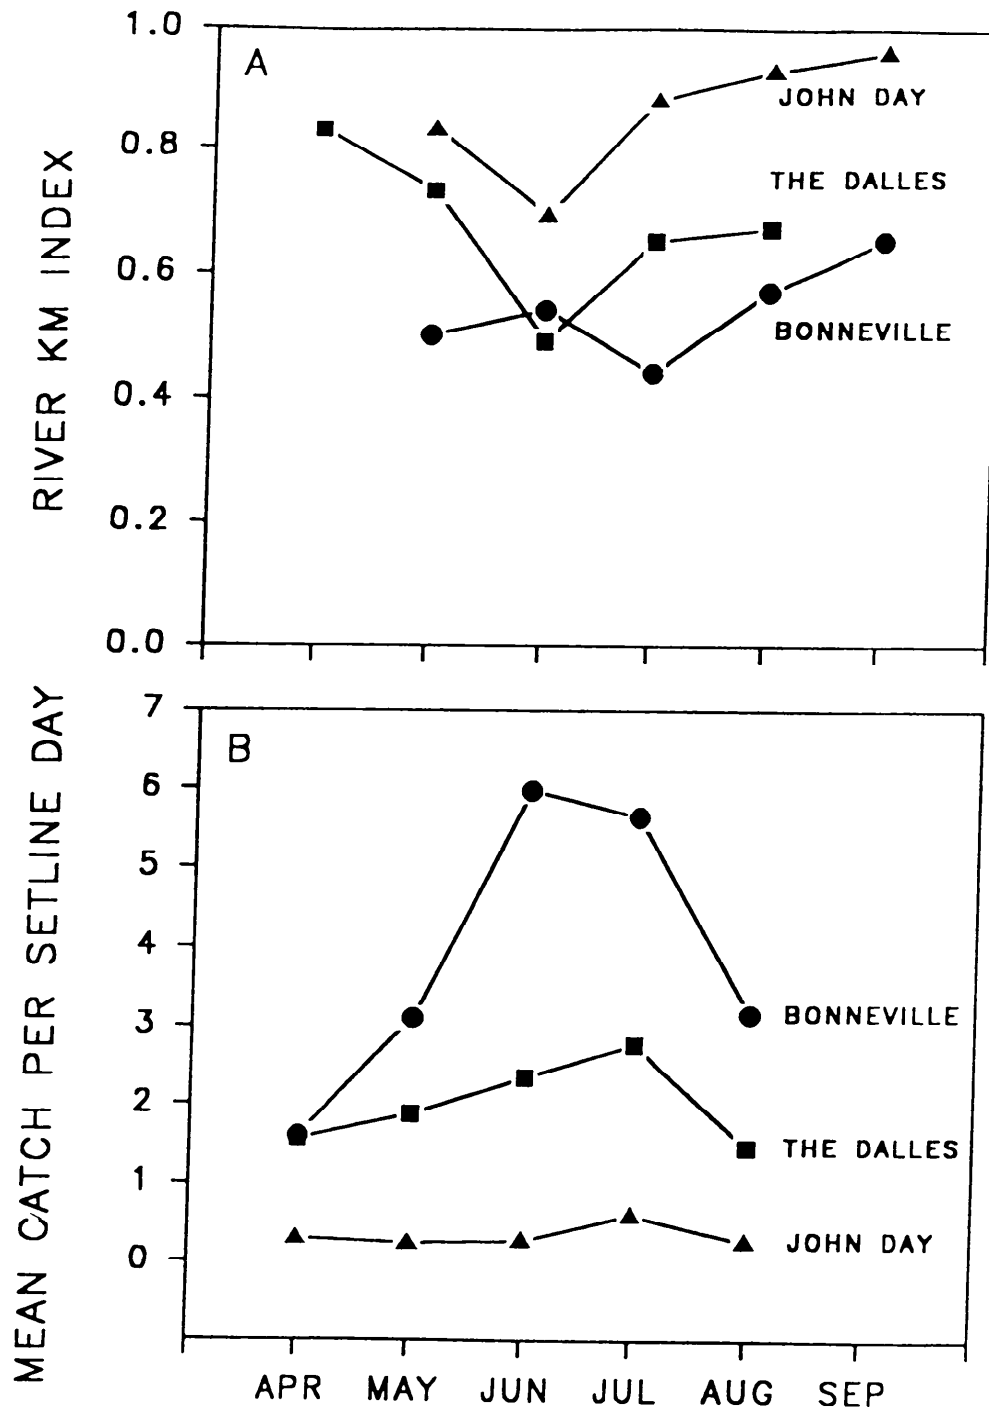 1.0
A
JOHN DAY
0.8
THE DALLES
0.6
BONNEVILLE
0.4
0.2
0.0
RIVER KM INDEX
7
B
6
5
4
3
BONNEVILLE
2
THE DALLES
1
JOHN DAY
0
MEAN CATCH PER SETLINE DAY
APR MAY JUN JUL AUG SEP